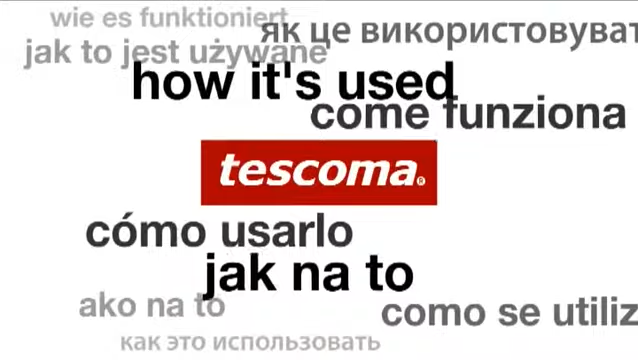 wie es funktioniert
як це використовуват
jak to jest używane
how it's used
come funziona
tescoma®
cómo usarlo
jak na to
ako na to
como se utiliz
как это использовать